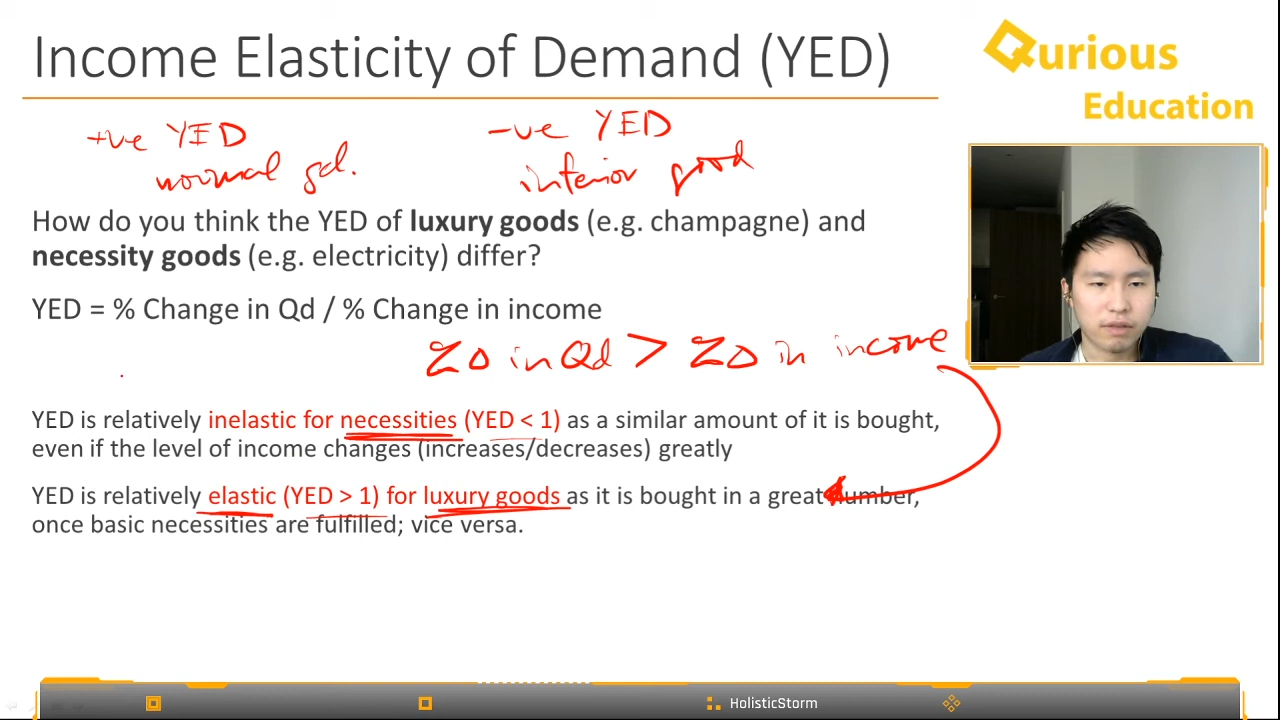 Income Elasticity of Demand (YED)
Qurious
Education
+ve YED
normal gd.
-ve YED
inferior good
How do you think the YED of luxury goods (e.g. champagne) and
necessity goods (e.g. electricity) differ?
YED = % Change in Qd / % Change in income
%Δ in Qd > %Δ in income
YED is relatively inelastic for necessities (YED < 1) as a similar amount of it is bought,
even if the level of income changes (increases/decreases) greatly
YED is relatively elastic (YED > 1) for luxury goods as it is bought in a great number,
once basic necessities are fulfilled; vice versa.
HolisticStorm